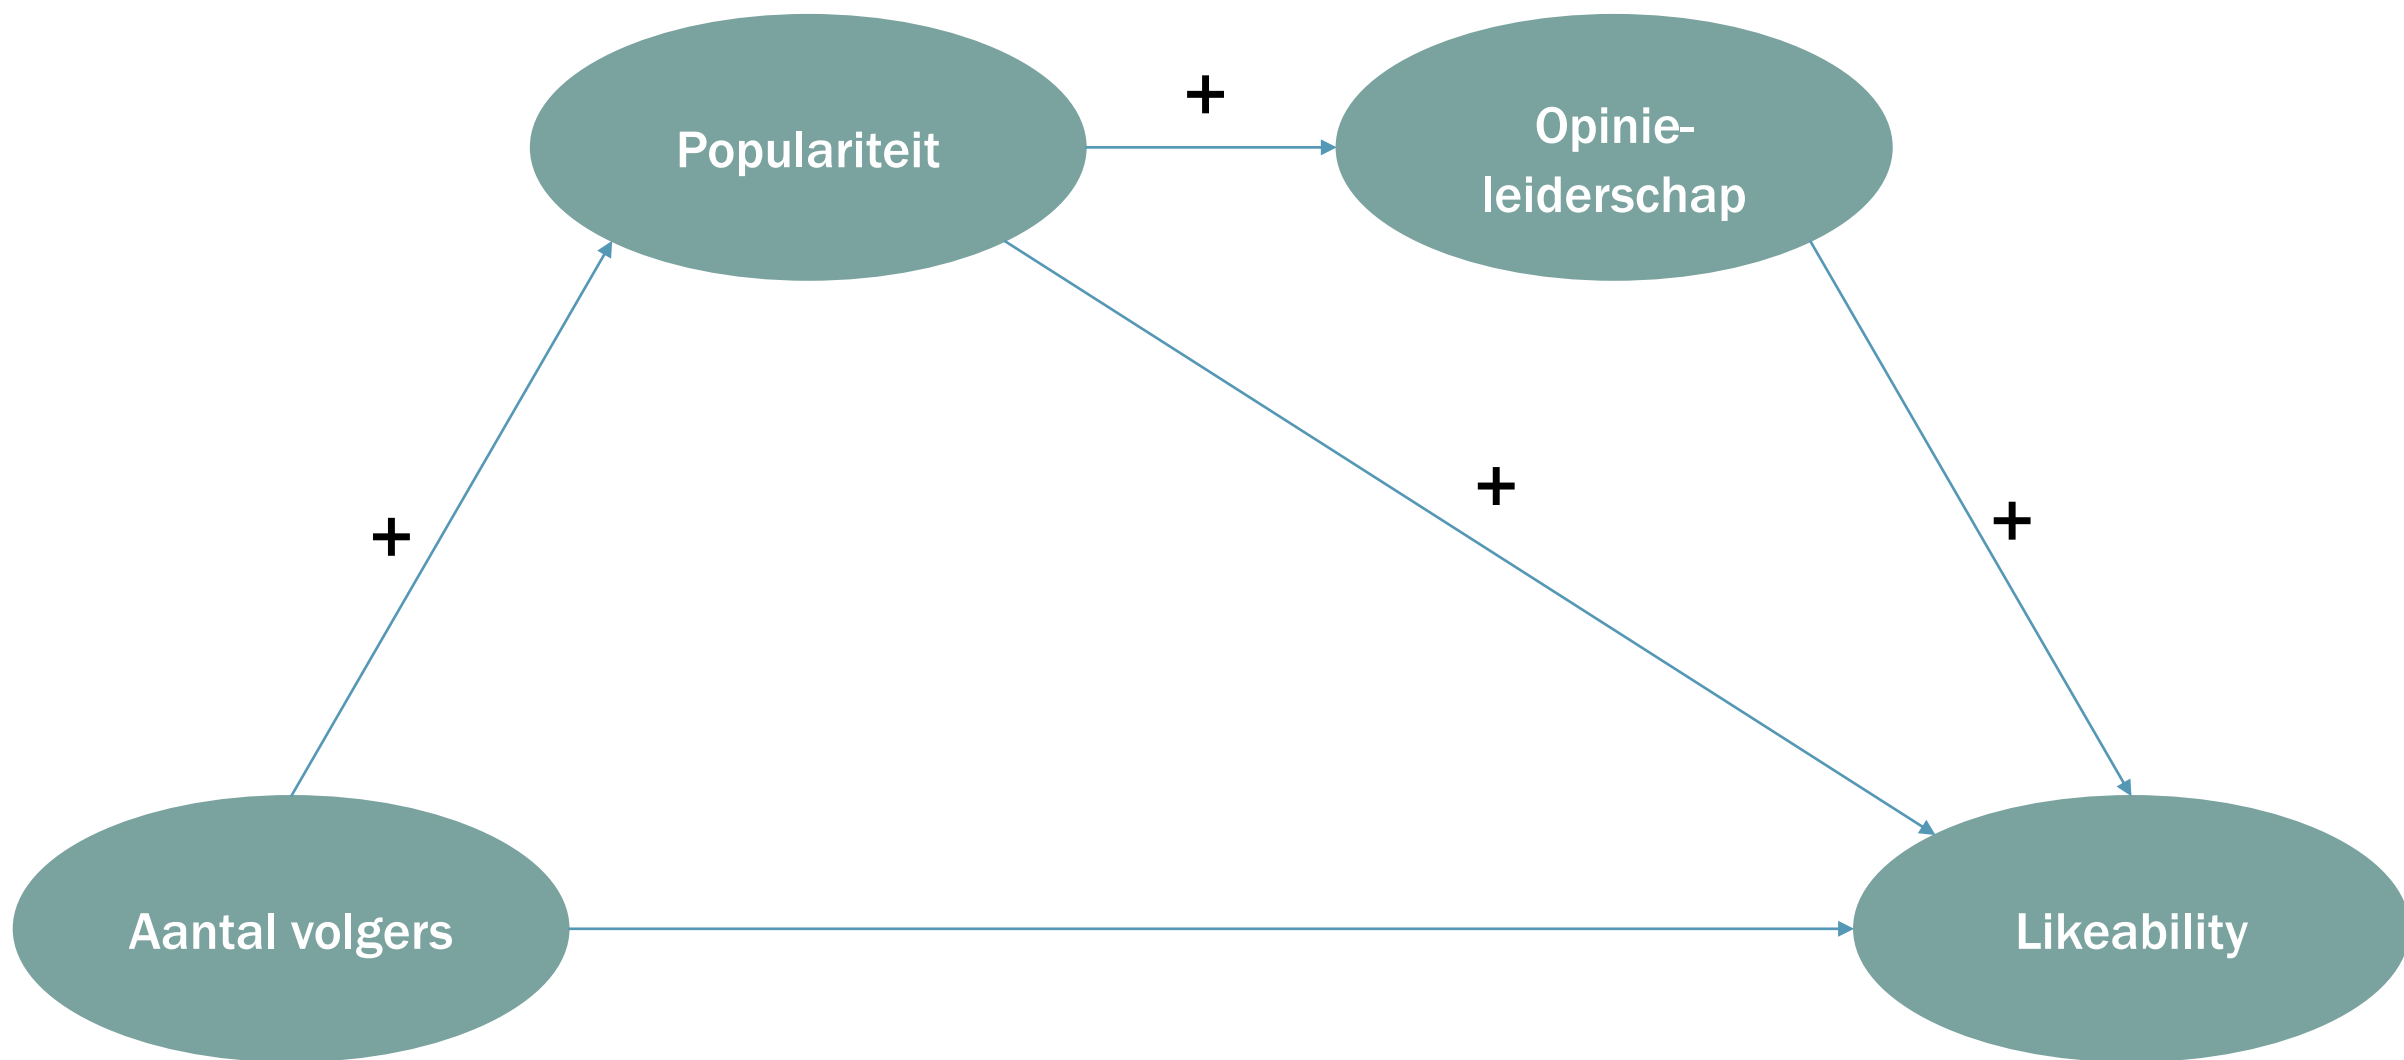 +
Populariteit
Opinie-
leiderschap
+
+
+
Aantal volgers
Likeability